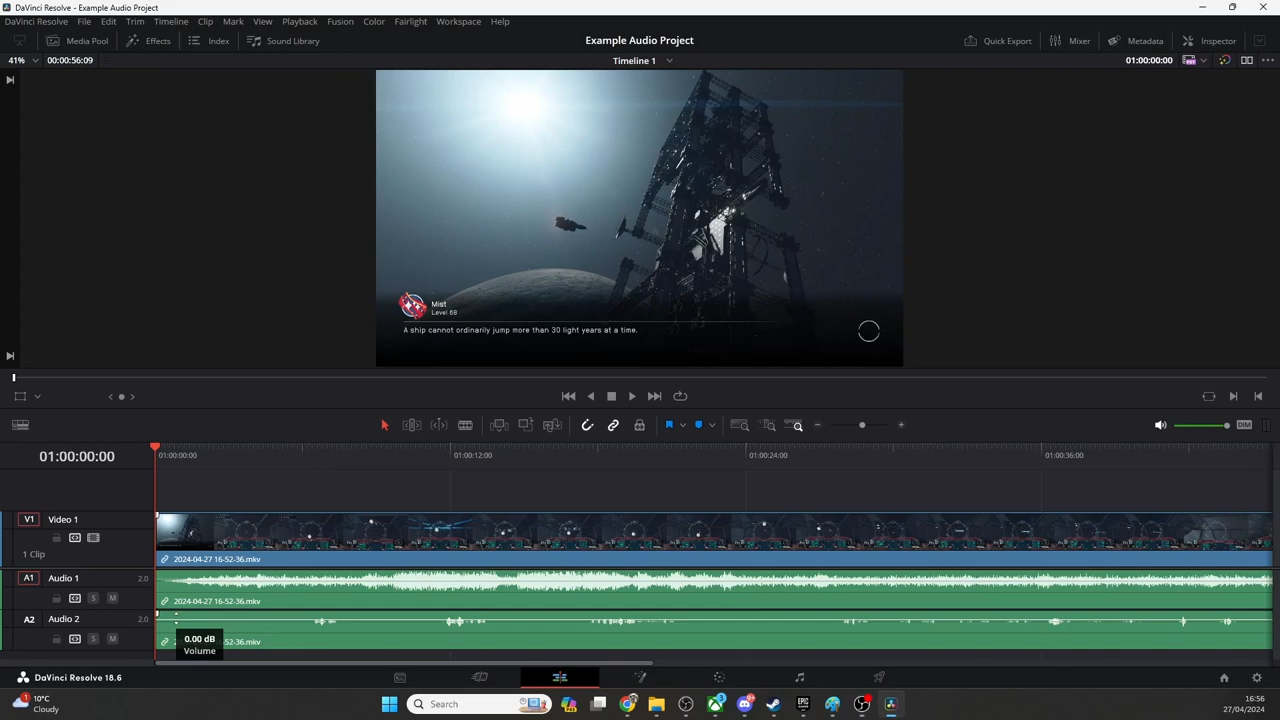 DaVinci Resolve - Example Audio Project
DaVinci Resolve File Edit Trim Timeline Clip Mark View Playback Fusion Color Fairlight Workspace Help
Media Pool Effects Index Sound Library Example Audio Project Quick Export Mixer Metadata Inspector
41% 00:00:56:09 Timeline 1 01:00:00:00
Mist
Level 68
A ship cannot ordinarily jump more than 30 light years at a time.
DIM
01:00:00:00 01:00:00:00 01:00:12:00 01:00:24:00 01:00:36:00
V1 Video 1
1 Clip 2024-04-27 16-52-36.mkv
A1 Audio 1 2.0
S M 2024-04-27 16-52-36.mkv
A2 Audio 2 2.0
S M 52-36.mkv
0.00 dB
Volume
DaVinci Resolve 18.6
1 10°C
Cloudy
Search
3
16:56
27/04/2024